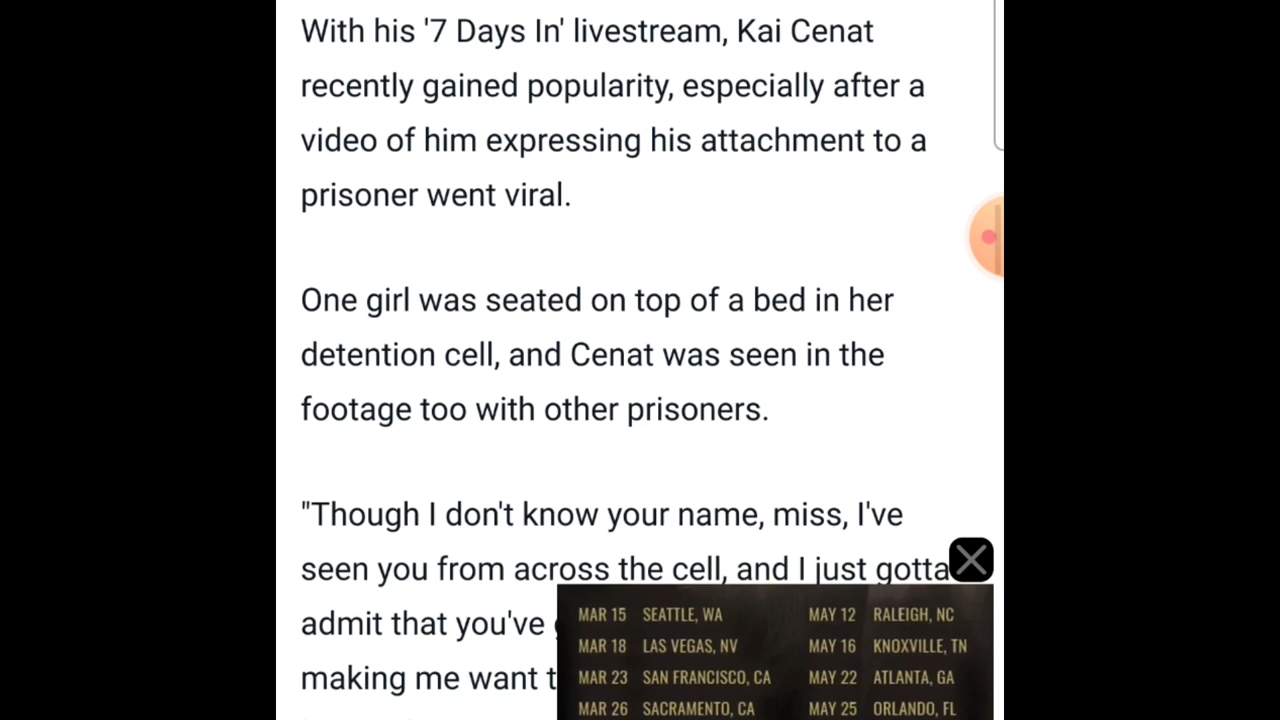 With his '7 Days In' livestream, Kai Cenat
recently gained popularity, especially after a
video of him expressing his attachment to a
prisoner went viral.
One girl was seated on top of a bed in her
detention cell, and Cenat was seen in the
footage too with other prisoners.
"Though I don't know your name, miss, I've
seen you from across the cell, and I just gotta
admit that you've
making me want
MAR 15 SEATTLE, WA
MAR 18 LAS VEGAS, NV
MAR 23 SAN FRANCISCO, CA
MAR 26 SACRAMENTO, CA
MAY 12 RALEIGH, NC
MAY 16 KNOXVILLE, TN
MAY 22 ATLANTA, GA
MAY 25 ORLANDO, FL